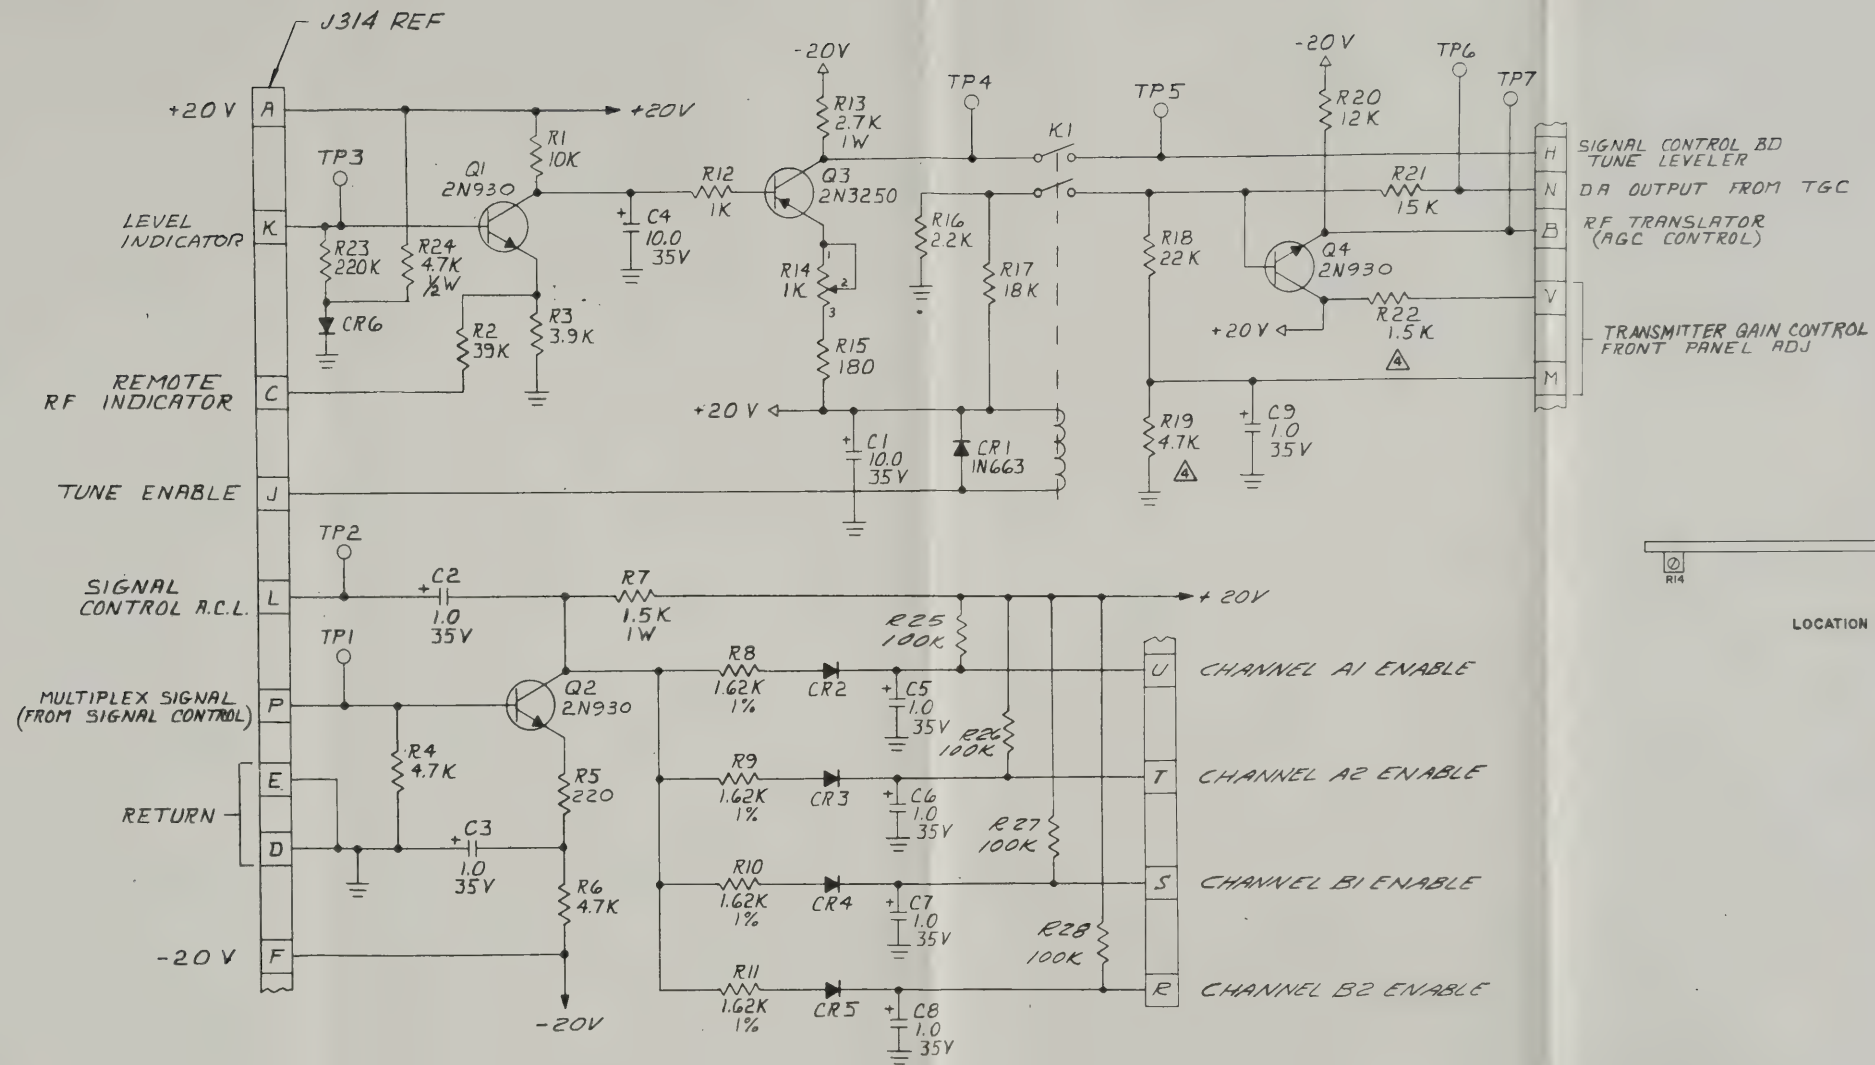 J314 REF
+20 V
A
+20V
TP3
R1
10K
Q1
2N930
LEVEL
INDICATOR
K
R23
220K
R24
4.7K
½W
CR6
R2
39K
R3
3.9K
REMOTE
RF INDICATOR
C
TUNE ENABLE
J
+
C4
10.0
35V
R12
1K
-20V
R13
2.7K
1W
Q3
2N3250
R14
1K
1
2
3
R15
180
+20 V
+
C1
10.0
35V
CR1
1N663
TP4
K1
TP5
R16
2.2K
R17
18K
R18
22K
R19
4.7K
4
+
C9
1.0
35V
-20V
R20
12K
TP6
TP7
R21
15K
Q4
2N930
+20V
R22
1.5K
4
H
SIGNAL CONTROL BD
TUNE LEVELER
N
DA OUTPUT FROM TGC
B
RF TRANSLATOR
(AGC CONTROL)
V
TRANSMITTER GAIN CONTROL
FRONT PANEL ADJ
M
R14
LOCATION
TP2
SIGNAL
CONTROL A.C.L.
L
+
C2
1.0
35V
R7
1.5K
1W
+ 20V
TP1
MULTIPLEX SIGNAL
(FROM SIGNAL CONTROL)
P
Q2
2N930
R4
4.7K
R5
220
RETURN
E
D
+
C3
1.0
35V
R6
4.7K
-20 V
F
-20V
R8
1.62K
1%
CR2
+
C5
1.0
35V
R25
100K
U
CHANNEL A1 ENABLE
R9
1.62K
1%
CR3
+
C6
1.0
35V
R26
100K
T
CHANNEL A2 ENABLE
R10
1.62K
1%
CR4
+
C7
1.0
35V
R27
100K
S
CHANNEL B1 ENABLE
R11
1.62K
1%
CR5
+
C8
1.0
35V
R28
100K
R
CHANNEL B2 ENABLE